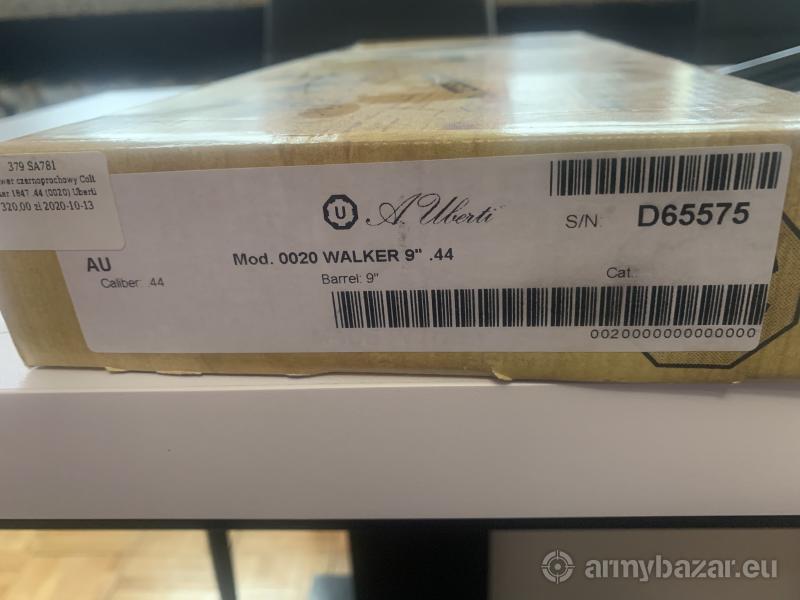 379 SA781
wer czarnoprochowy Colt
er 1847 .44 (0020) Uberti
320,00 zł 2020-10-13
U A. Uberti
S/N: D65575
AU
Mod. 0020 WALKER 9" .44
Caliber: .44
Barrel: 9"
Cat.:
0020000000000000
armybazar.eu